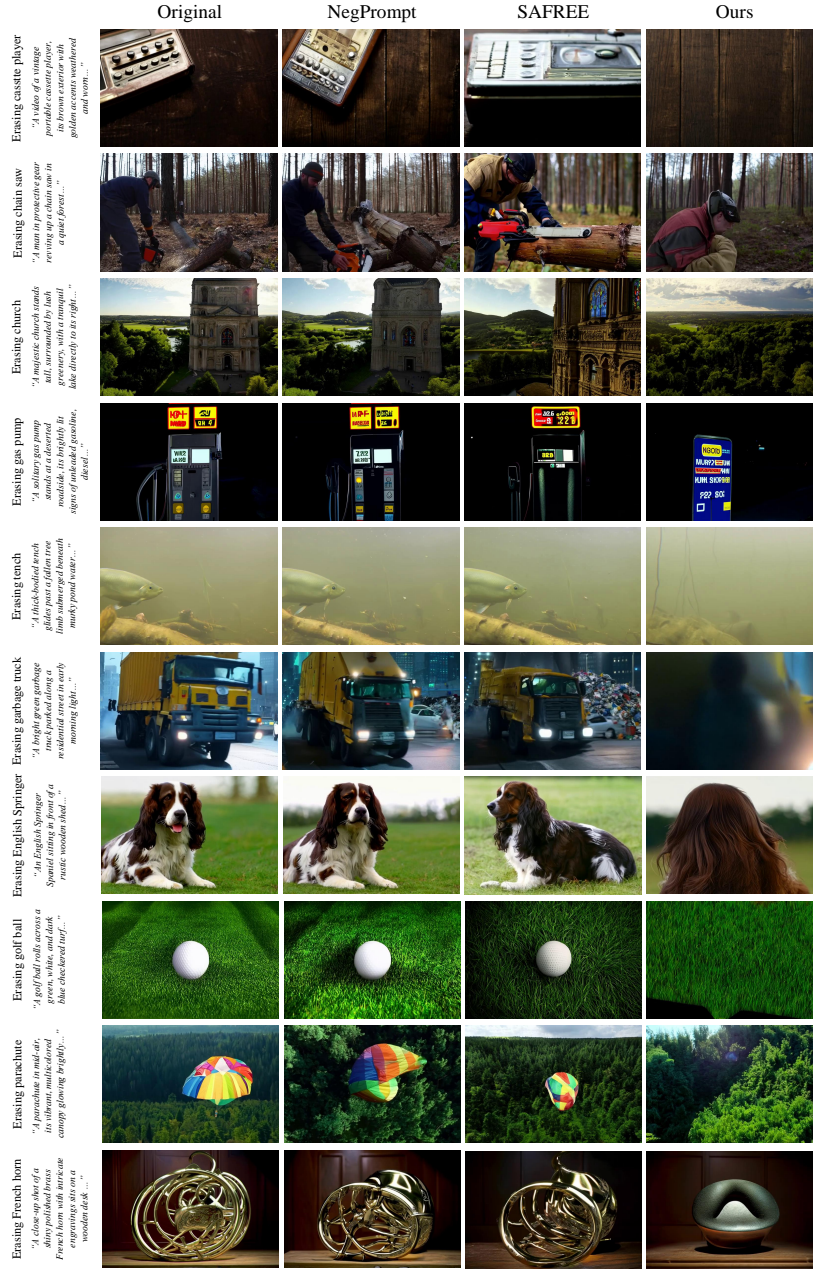 Original NegPrompt SAFREE Ours
Erasing casstte player
"A video of a vintage
portable cassette player,
its brown exterior with
golden accents weathered
and worn…"
Erasing chain saw
"A man in protective gear
revving up a chain saw in
a quiet forest…"
Erasing church
"A majestic church stands
tall, surrounded by lush
greenery, with a tranquil
lake directly to its right…"
Erasing gas pump
"A solitary gas pump
stands at a deserted
roadside, its brightly lit
signs of unleaded gasoline,
diesel…"
Erasing tench
"A thick-bodied tench
glides past a fallen tree
limb submerged beneath
murky pond water…"
Erasing garbage truck
"A bright green garbage
truck parked along a
residential street in early
morning light…"
Erasing English Springer
"An English Springer
Spaniel sitting in front of a
rustic wooden shed…"
Erasing golf ball
"A golf ball rolls across a
green, white, and dark
blue checkered turf…"
Erasing parachute
"A parachute in mid-air,
its vibrant, multicolored
canopy glowing brightly…"
Erasing French horn
"A close-up shot of a
shiny polished brass
French horn with intricate
engravings sits on a
wooden desk …"